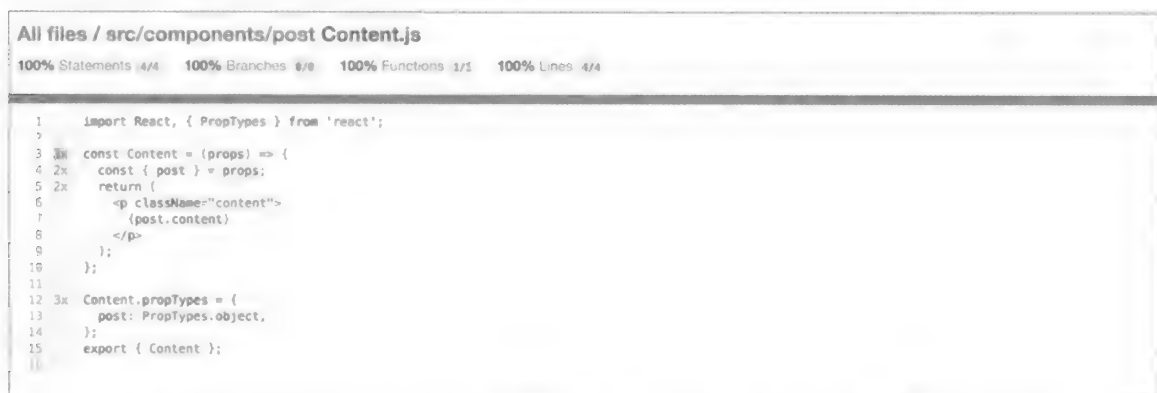 All files / src/components/post Content.js
100% Statements 4/4 100% Branches 0/0 100% Functions 1/1 100% Lines 4/4
1 import React, { PropTypes } from 'react';
2
3 3x const Content = (props) => {
4 2x const { post } = props;
5 2x return (
6 <p className="content">
7 {post.content}
8 </p>
9 );
10 };
11
12 3x Content.propTypes = {
13 post: PropTypes.object,
14 };
15 export { Content };
16